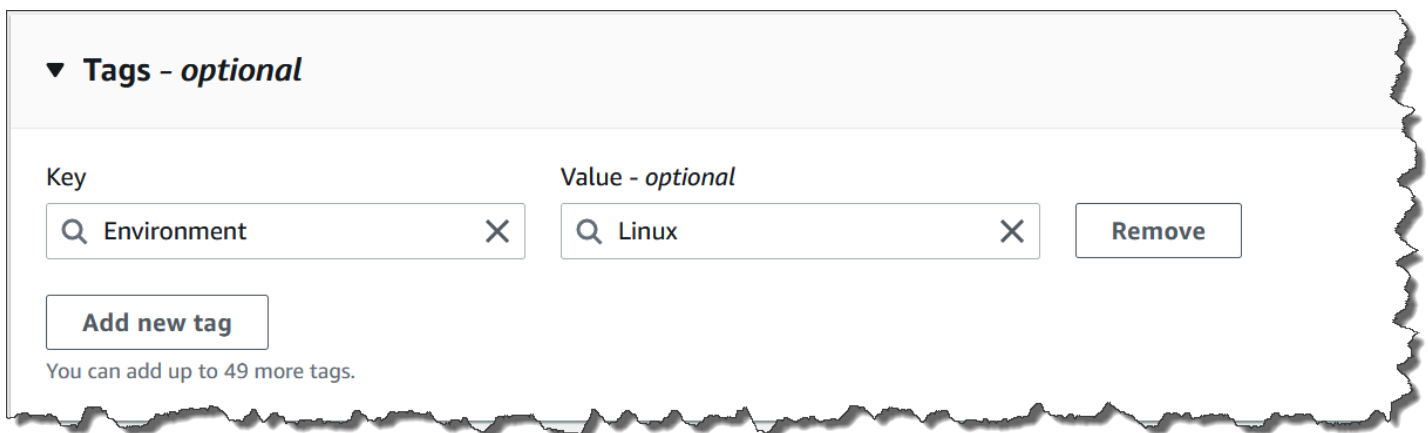 Tags - optional
Key Value - optional
Environment Linux Remove
Add new tag
You can add up to 49 more tags.